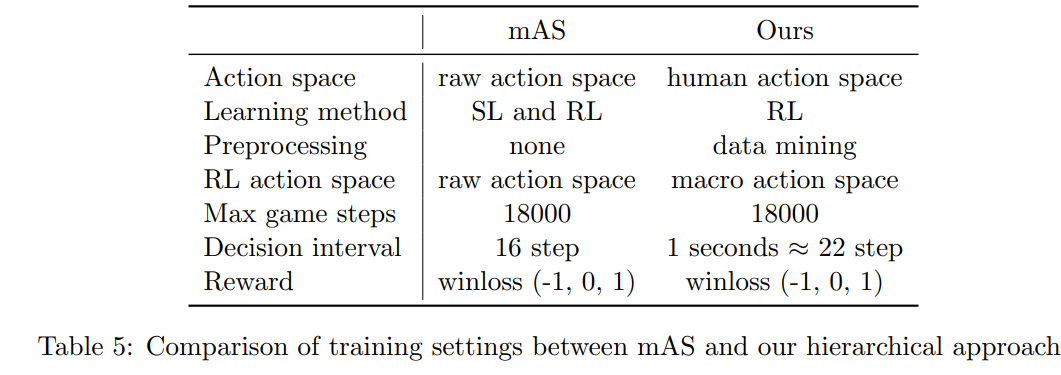 mAS Ours
Action space raw action space human action space
Learning method SL and RL RL
Preprocessing none data mining
RL action space raw action space macro action space
Max game steps 18000 18000
Decision interval 16 step 1 seconds ≈ 22 step
Reward winloss (-1, 0, 1) winloss (-1, 0, 1)
Table 5: Comparison of training settings between mAS and our hierarchical approach